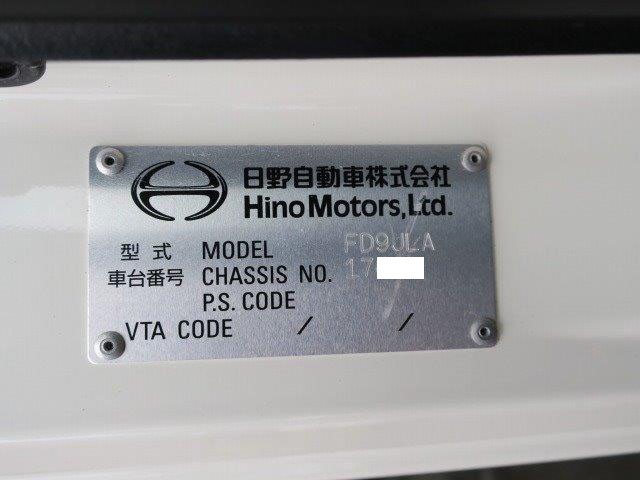 日野自動車株式会社
Hino Motors, Ltd.
型式 MODEL FD9JLA
車台番号 CHASSIS NO. 17
P.S. CODE
VTA CODE / /